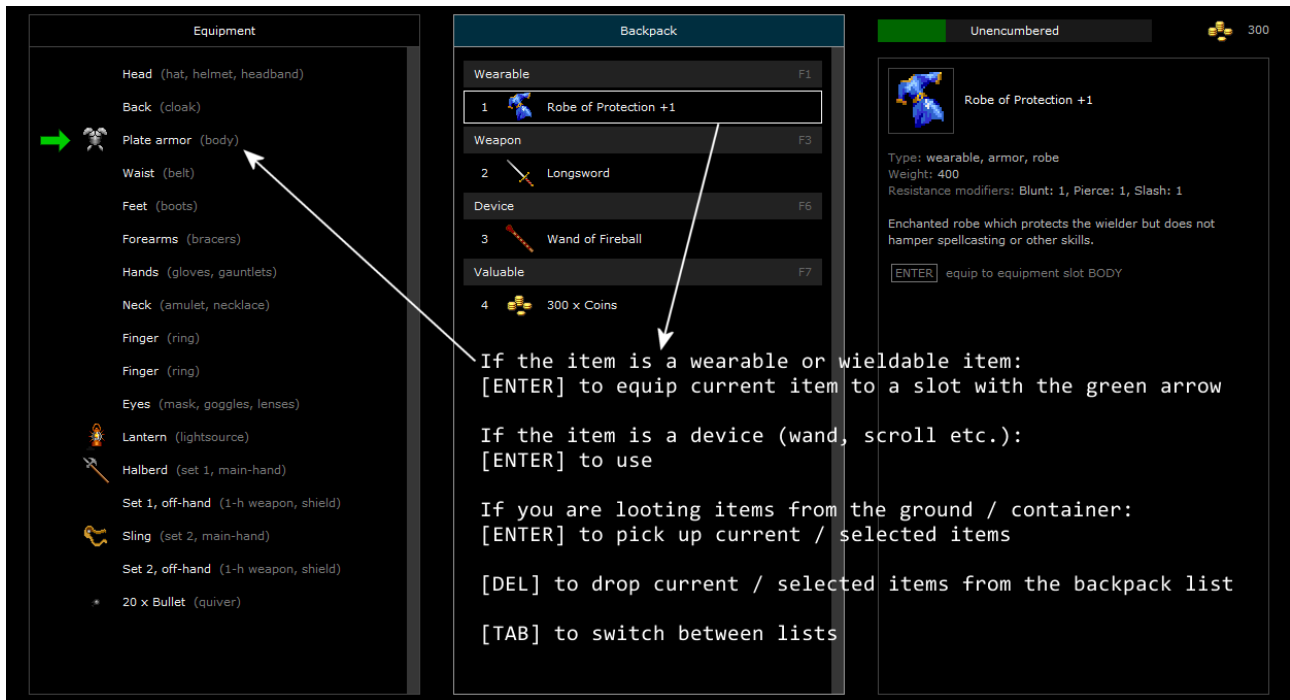 Equipment
Head (hat, helmet, headband)
Back (cloak)
Plate armor (body)
Waist (belt)
Feet (boots)
Forearms (bracers)
Hands (gloves, gauntlets)
Neck (amulet, necklace)
Finger (ring)
Finger (ring)
Eyes (mask, goggles, lenses)
Lantern (lightsource)
Halberd (set 1, main-hand)
Set 1, off-hand (1-h weapon, shield)
Sling (set 2, main-hand)
Set 2, off-hand (1-h weapon, shield)
20 x Bullet (quiver)
Backpack
Wearable F1
1 Robe of Protection +1
Weapon F3
2 Longsword
Device F6
3 Wand of Fireball
Valuable F7
4 300 x Coins
If the item is a wearable or wieldable item:
[ENTER] to equip current item to a slot with the green arrow
If the item is a device (wand, scroll etc.):
[ENTER] to use
If you are looting items from the ground / container:
[ENTER] to pick up current / selected items
[DEL] to drop current / selected items from the backpack list
[TAB] to switch between lists
Unencumbered 300
Robe of Protection +1
Type: wearable, armor, robe
Weight: 400
Resistance modifiers: Blunt: 1, Pierce: 1, Slash: 1
Enchanted robe which protects the wielder but does not
hamper spellcasting or other skills.
ENTER equip to equipment slot BODY